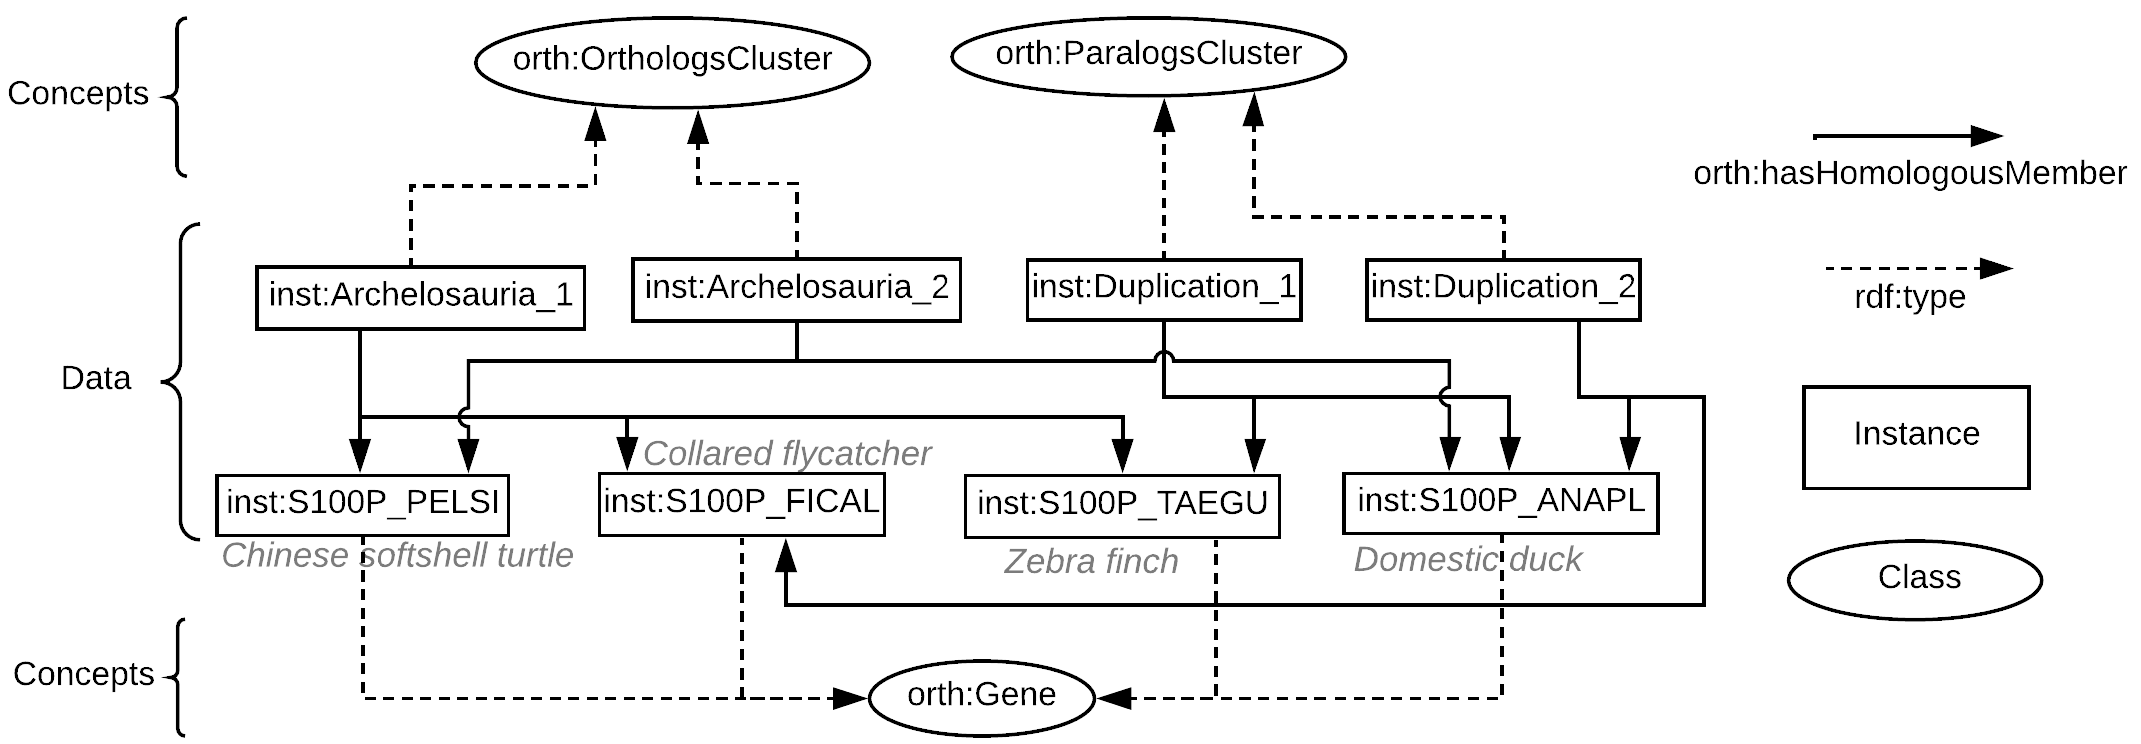 Concepts
orth:OrthologsCluster
orth:ParalogsCluster
orth:hasHomologousMember
rdf:type
Data
inst:Archelosauria_1
inst:Archelosauria_2
inst:Duplication_1
inst:Duplication_2
Instance
Collared flycatcher
inst:S100P_PELSI
inst:S100P_FICAL
inst:S100P_TAEGU
inst:S100P_ANAPL
Chinese softshell turtle
Zebra finch
Domestic duck
Class
Concepts
orth:Gene